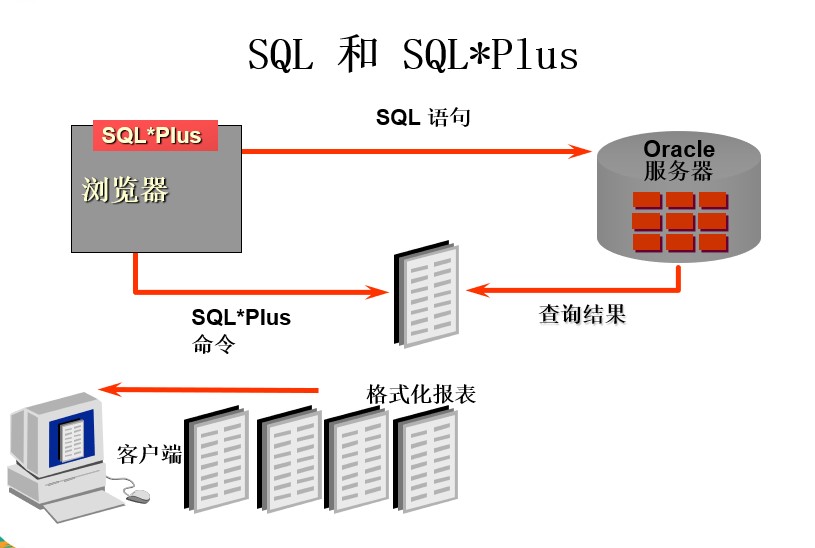 SQL 和 SQL*Plus
SQL 语句
SQL*Plus
浏览器
Oracle
服务器
SQL*Plus
命令
查询结果
格式化报表
客户端